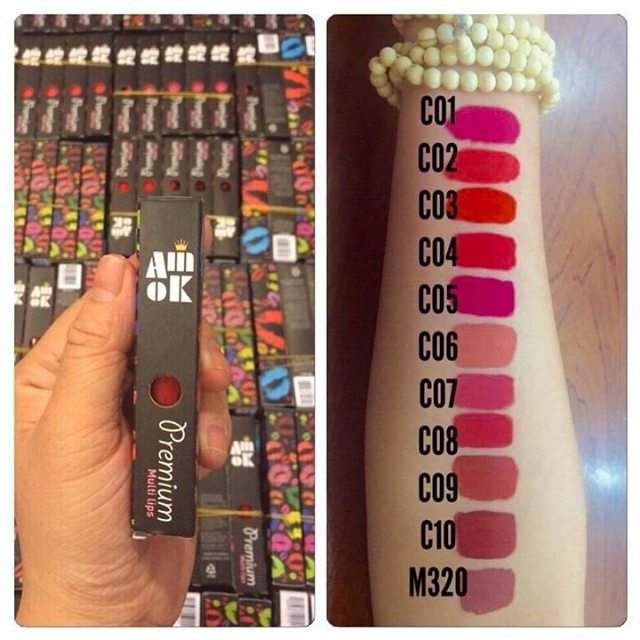 Am
oK
Premium
Multi Lips
C01
C02
C03
C04
C05
C06
C07
C08
C09
C10
M320